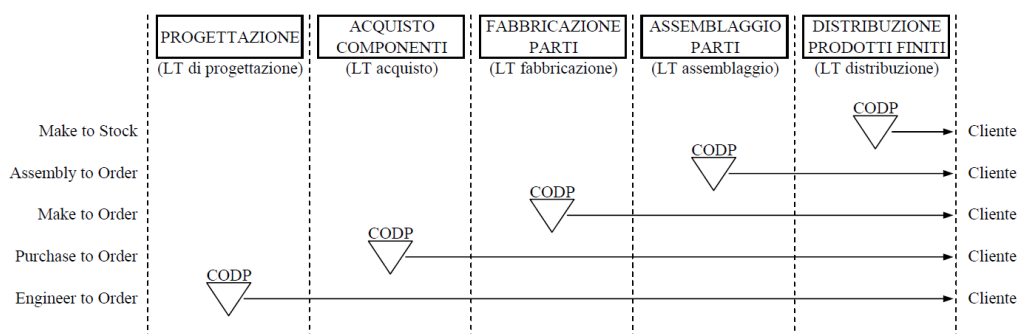 PROGETTAZIONE
(LT di progettazione)
ACQUISTO
COMPONENTI
(LT acquisto)
FABBRICAZIONE
PARTI
(LT fabbricazione)
ASSEMBLAGGIO
PARTI
(LT assemblaggio)
DISTRIBUZIONE
PRODOTTI FINITI
(LT distribuzione)
Make to Stock
CODP
Cliente
Assembly to Order
CODP
Cliente
Make to Order
CODP
Cliente
Purchase to Order
CODP
Cliente
Engineer to Order
CODP
Cliente